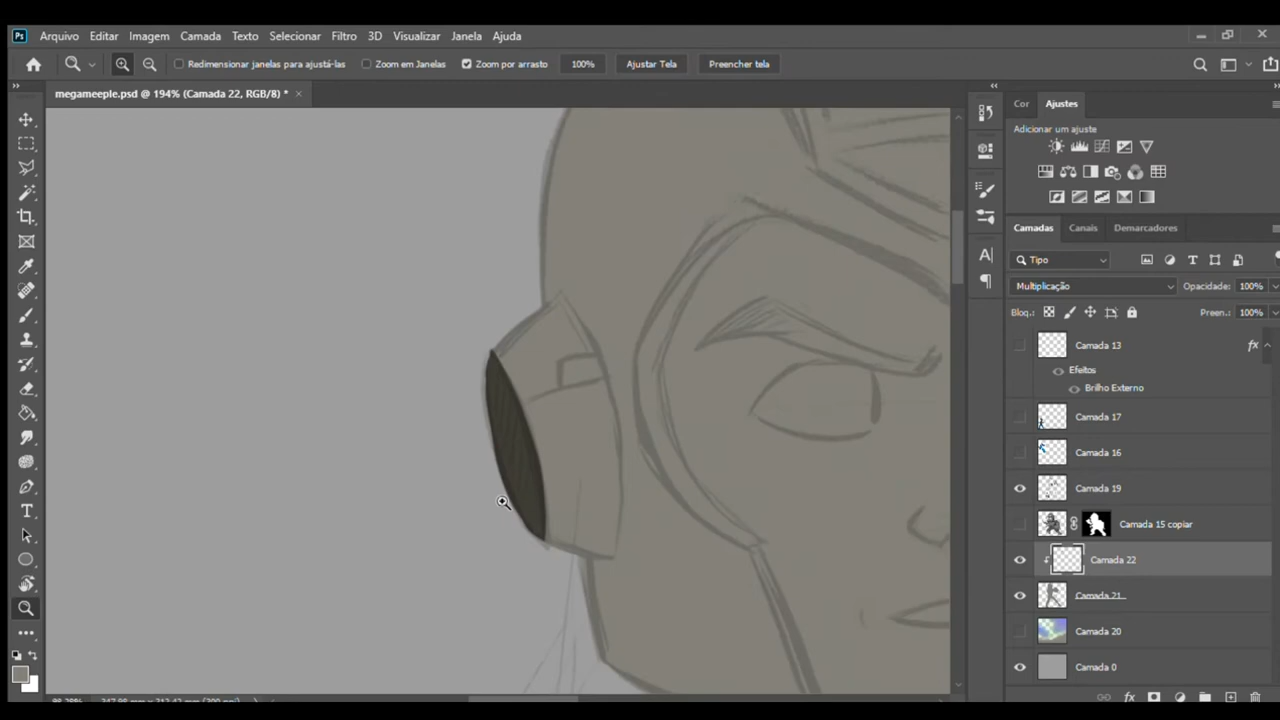 Ps Arquivo Editar Imagem Camada Texto Selecionar Filtro 3D Visualizar Janela Ajuda
Redimensionar janelas para ajustá-las Zoom em Janelas Zoom por arrasto 100% Ajustar Tela Preencher tela
megameeple.psd @ 194% (Camada 22, RGB/8) *
Cor Ajustes
Adicionar um ajuste
Camadas Canais Demarcadores
Tipo
Multiplicação Opacidade: 100%
Bloq.: Preen.: 100%
Camada 13 fx
Efeitos
Brilho Externo
Camada 17
Camada 16
Camada 19
Camada 15 copiar
Camada 22
Camada 21
Camada 20
Camada 0